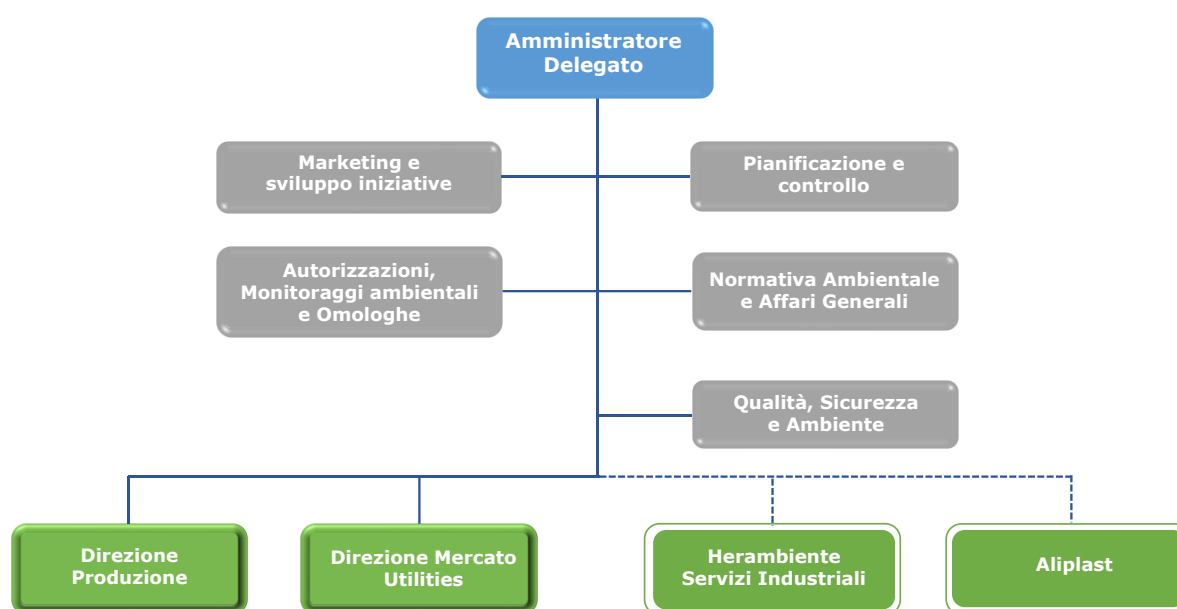 Amministratore
Delegato
Marketing e
sviluppo iniziative
Pianificazione e
controllo
Autorizzazioni,
Monitoraggi ambientali
e Omologhe
Normativa Ambientale
e Affari Generali
Qualità, Sicurezza
e Ambiente
Direzione
Produzione
Direzione Mercato
Utilities
Herambiente
Servizi Industriali
Aliplast